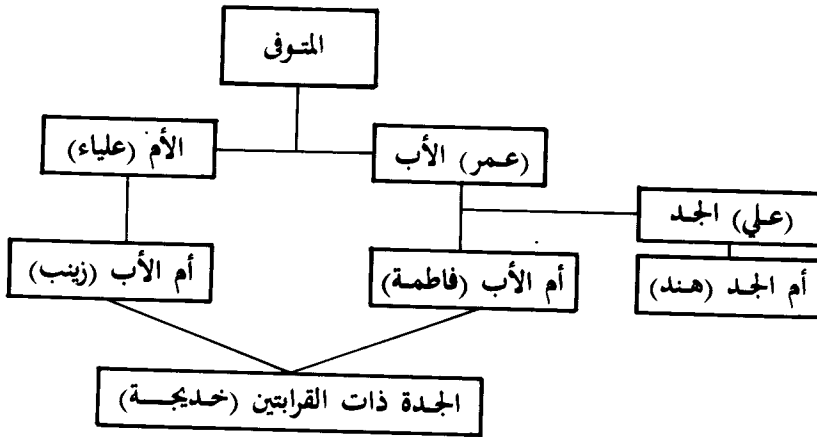 المتوفى
(عمر) الأب
الأم (علياء)
(علي) الجد
أم الجد (هند)
أم الأب (فاطمة)
أم الأب (زينب)
الجدة ذات القرابتين (خديجة)